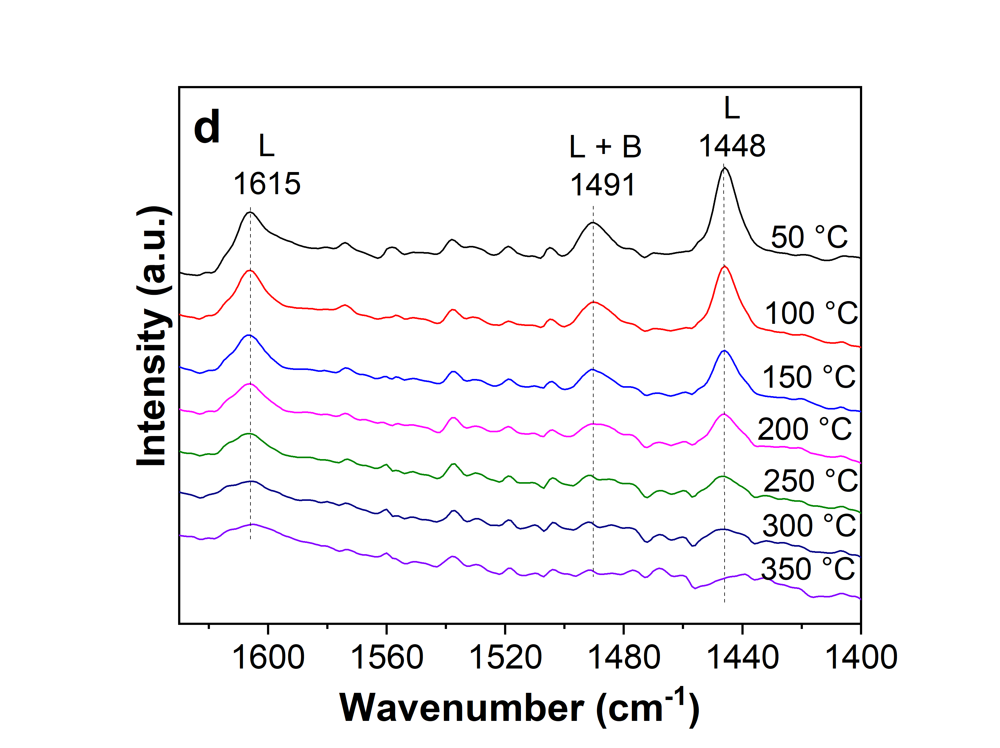 d
L
1615
L + B
1491
L
1448
50 °C
100 °C
150 °C
200 °C
250 °C
300 °C
350 °C
Intensity (a.u.)
1600 1560 1520 1480 1440 1400
Wavenumber (cm⁻¹)